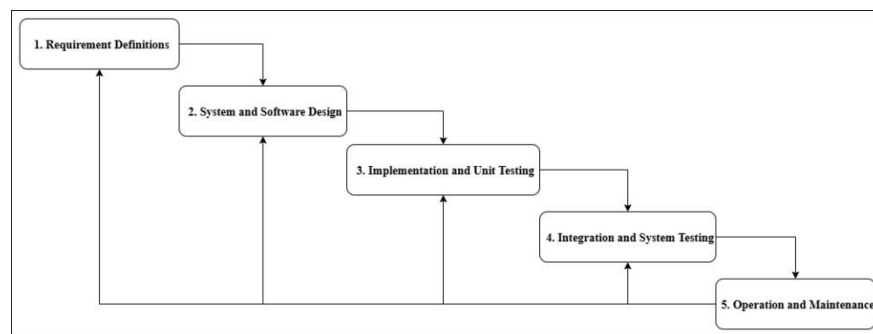 1. Requirement Definitions
2. System and Software Design
3. Implementation and Unit Testing
4. Integration and System Testing
5. Operation and Maintenance